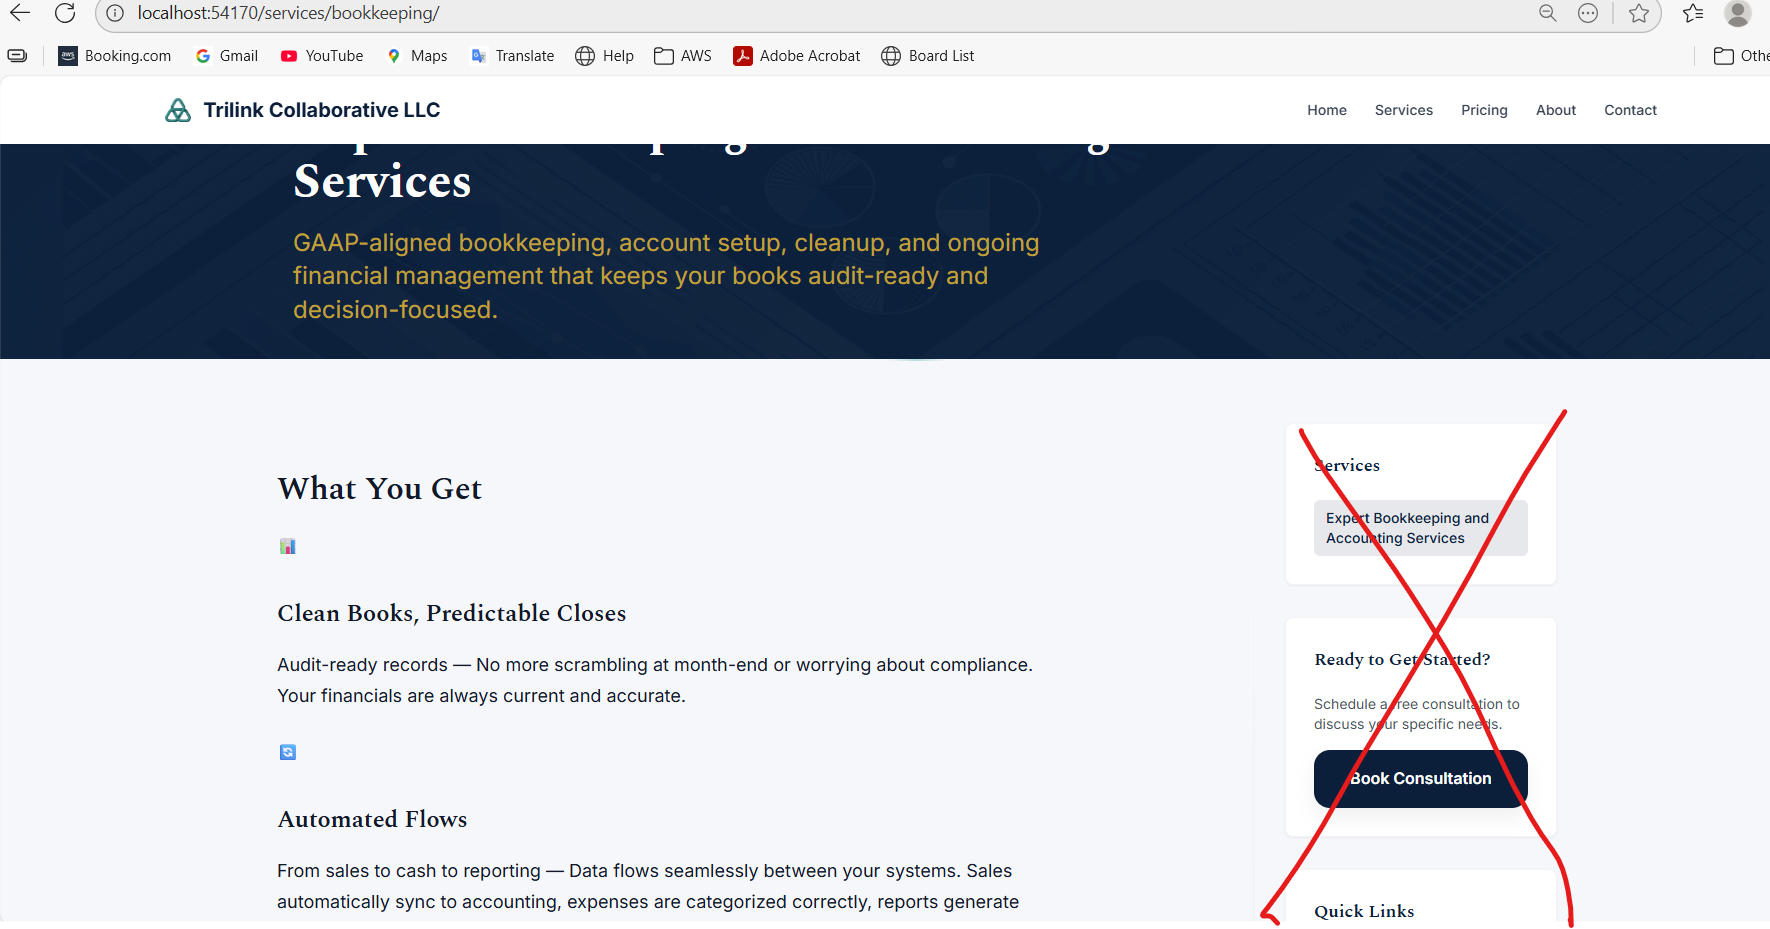 localhost:54170/services/bookkeeping/
aws Booking.com Gmail YouTube Maps Translate Help AWS Adobe Acrobat Board List
Trilink Collaborative LLC
Home Services Pricing About Contact
Services
GAAP-aligned bookkeeping, account setup, cleanup, and ongoing
financial management that keeps your books audit-ready and
decision-focused.
What You Get
Clean Books, Predictable Closes
Audit-ready records — No more scrambling at month-end or worrying about compliance.
Your financials are always current and accurate.
Automated Flows
From sales to cash to reporting — Data flows seamlessly between your systems. Sales
automatically sync to accounting, expenses are categorized correctly, reports generate
Services
Expert Bookkeeping and
Accounting Services
Ready to Get Started?
Schedule a free consultation to
discuss your specific needs.
Book Consultation
Quick Links